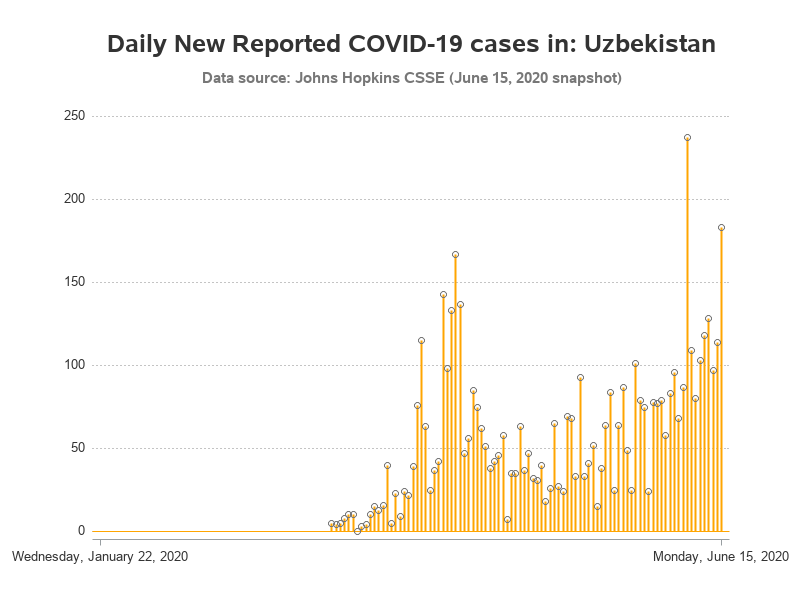 Daily New Reported COVID-19 cases in: Uzbekistan
Data source: Johns Hopkins CSSE (June 15, 2020 snapshot)
250
200
150
100
50
0
Wednesday, January 22, 2020
Monday, June 15, 2020